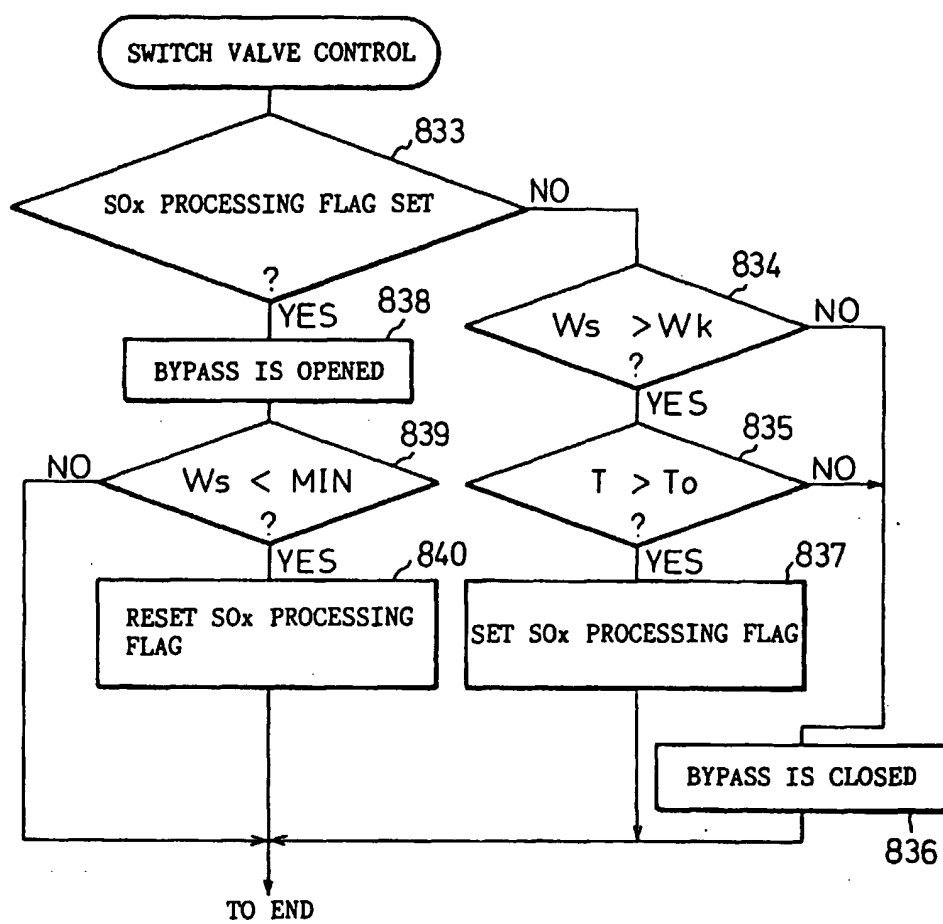 SWITCH VALVE CONTROL
833
SOx PROCESSING FLAG SET
?
NO
YES
834
Ws > Wk
?
NO
YES
838
BYPASS IS OPENED
839
NO
Ws < MIN
?
YES
835
T > To
?
NO
YES
840
RESET SOx PROCESSING
FLAG
837
SET SOx PROCESSING FLAG
BYPASS IS CLOSED
836
TO END